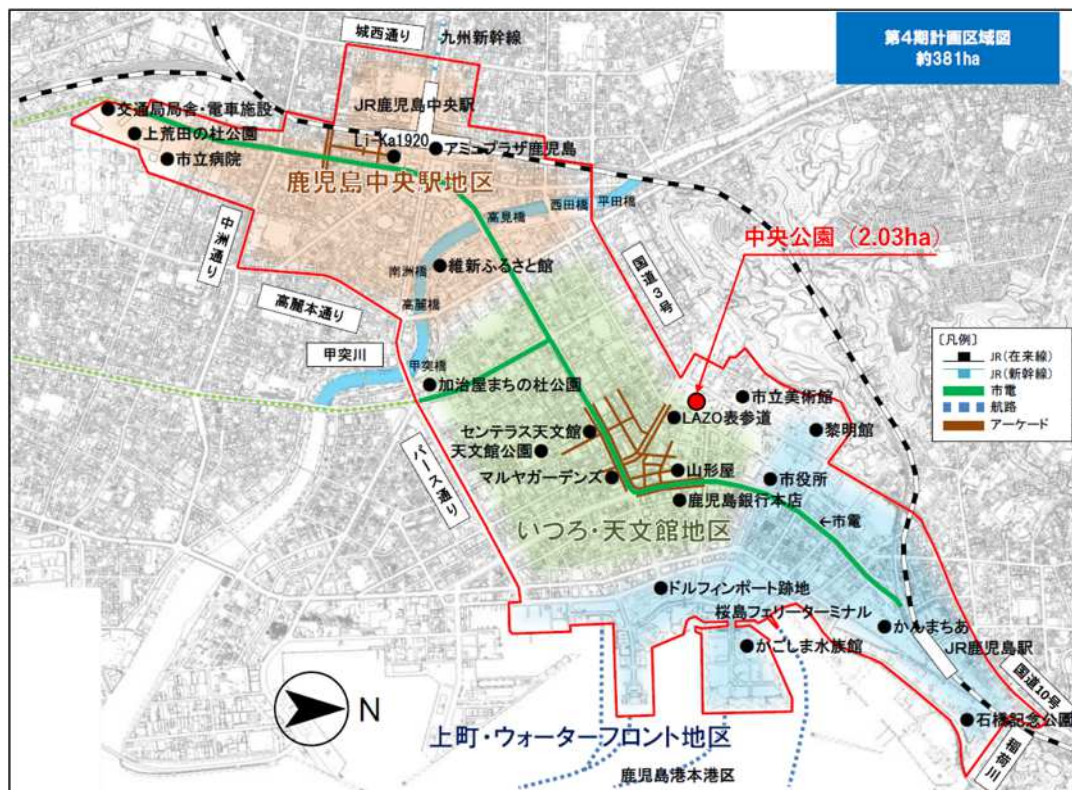 第4期計画区域図
約381ha
城西通り
九州新幹線
JR鹿児島中央駅
交通局局舎・電車施設
上荒田の杜公園
市立病院
Li-Ka1920
アミュプラザ鹿児島
鹿児島中央駅地区
高見橋
西田橋
平田橋
中洲通り
南洲橋
維新ふるさと館
国道3号
中央公園（2.03ha）
高麗本通り
高麗橋
甲突川
甲突橋
加治屋まちの杜公園
〔凡例〕
JR(在来線)
JR(新幹線)
市電
航路
アーケード
市立美術館
LAZO表参道
黎明館
センテラス天文館
天文館公園
マルヤガーデンズ
山形屋
市役所
鹿児島銀行本店
パース通り
←市電
いづろ・天文館地区
ドルフィンポート跡地
桜島フェリーターミナル
かんまちあ
かごしま水族館
JR鹿児島駅
国道10号
石橋記念公園
稲荷川
N
上町・ウォーターフロント地区
鹿児島港本港区